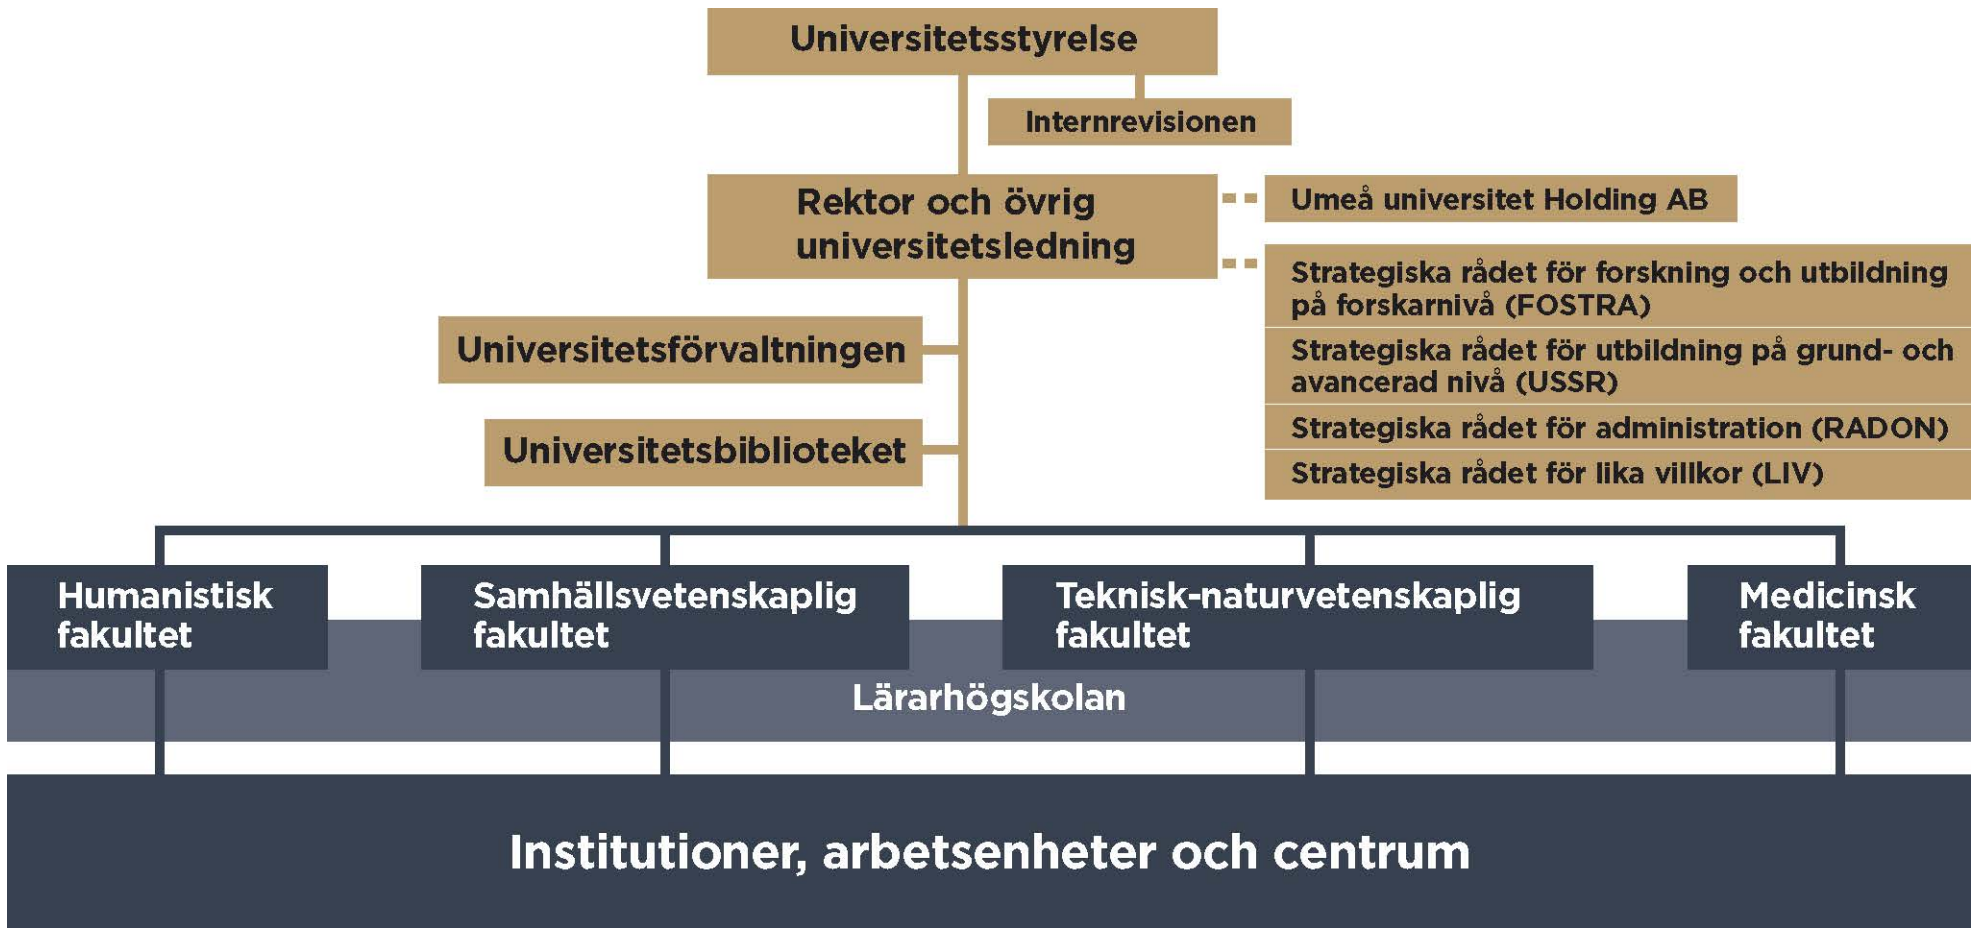 Universitetsstyrelse
Internrevisionen
Rektor och övrig
universitetsledning
Umeå universitet Holding AB
Strategiska rådet för forskning och utbildning
på forskarnivå (FOSTRA)
Strategiska rådet för utbildning på grund- och
avancerad nivå (USSR)
Strategiska rådet för administration (RADON)
Strategiska rådet för lika villkor (LIV)
Universitetsförvaltningen
Universitetsbiblioteket
Humanistisk
fakultet
Samhällsvetenskaplig
fakultet
Teknisk-naturvetenskaplig
fakultet
Medicinsk
fakultet
Lärarhögskolan
Institutioner, arbetsenheter och centrum